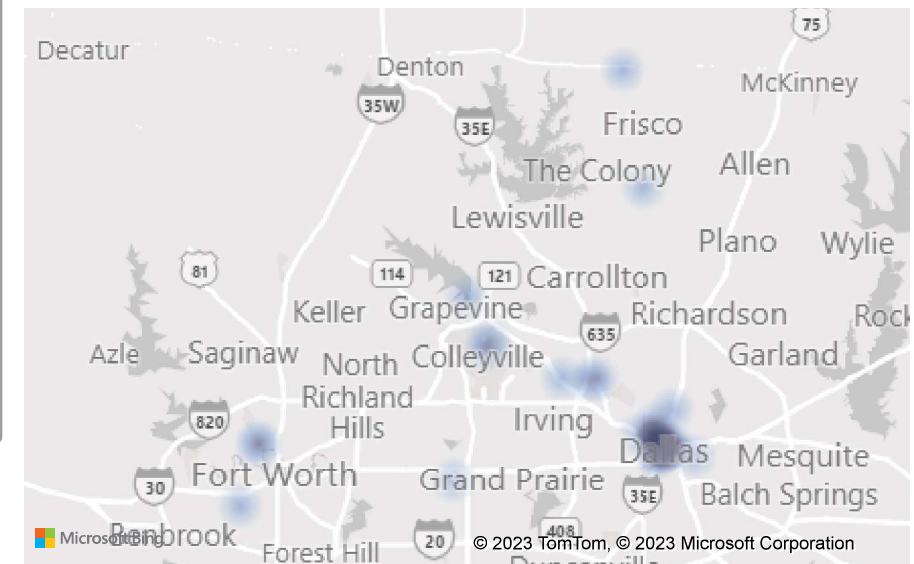 75
Decatur
Denton
McKinney
35W
35E
Frisco
The Colony
Allen
Lewisville
Plano
Wylie
81
114
121
Carrollton
Keller
Grapevine
Richardson
Rock
635
Azle
Saginaw
North
Richland
Hills
Colleyville
Garland
820
Irving
Dallas
Mesquite
Fort Worth
Grand Prairie
30
35E
Balch Springs
Microsoft Bing
Benbrook
Forest Hill
20
408
© 2023 TomTom, © 2023 Microsoft Corporation